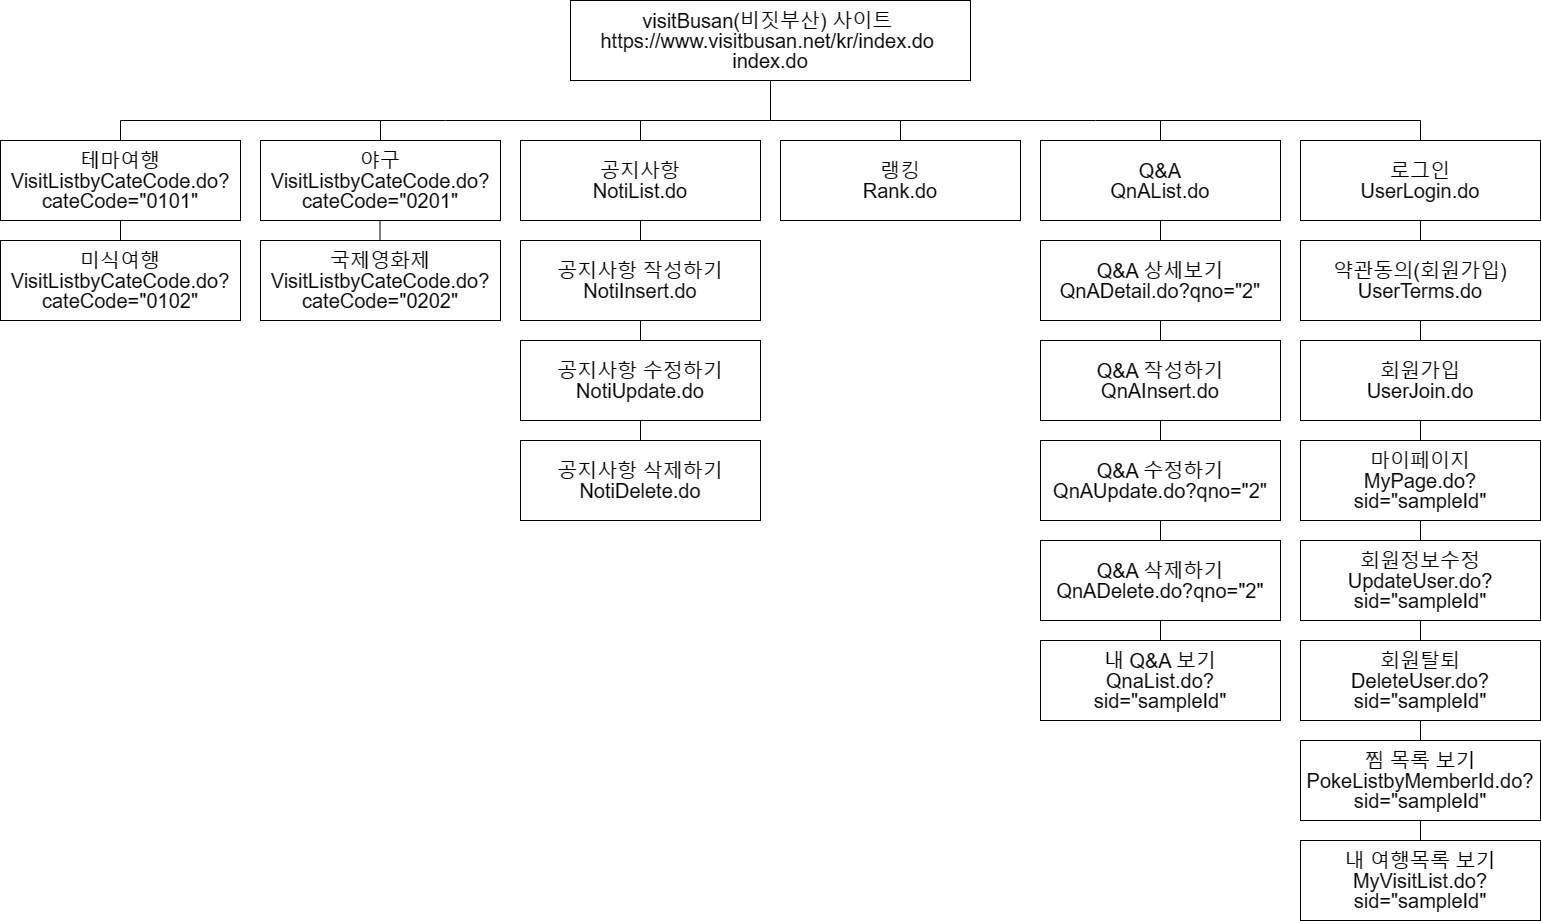 visitBusan(비짓부산) 사이트
https://www.visitbusan.net/kr/index.do
index.do
테마여행
VisitListbyCateCode.do?
cateCode="0101"
미식여행
VisitListbyCateCode.do?
cateCode="0102"
야구
VisitListbyCateCode.do?
cateCode="0201"
국제영화제
VisitListbyCateCode.do?
cateCode="0202"
공지사항
NotiList.do
공지사항 작성하기
NotiInsert.do
공지사항 수정하기
NotiUpdate.do
공지사항 삭제하기
NotiDelete.do
랭킹
Rank.do
Q&A
QnAList.do
Q&A 상세보기
QnADetail.do?qno="2"
Q&A 작성하기
QnAInsert.do
Q&A 수정하기
QnAUpdate.do?qno="2"
Q&A 삭제하기
QnADelete.do?qno="2"
내 Q&A 보기
QnaList.do?
sid="sampleId"
로그인
UserLogin.do
약관동의(회원가입)
UserTerms.do
회원가입
UserJoin.do
마이페이지
MyPage.do?
sid="sampleId"
회원정보수정
UpdateUser.do?
sid="sampleId"
회원탈퇴
DeleteUser.do?
sid="sampleId"
찜 목록 보기
PokeListbyMemberId.do?
sid="sampleId"
내 여행목록 보기
MyVisitList.do?
sid="sampleId"